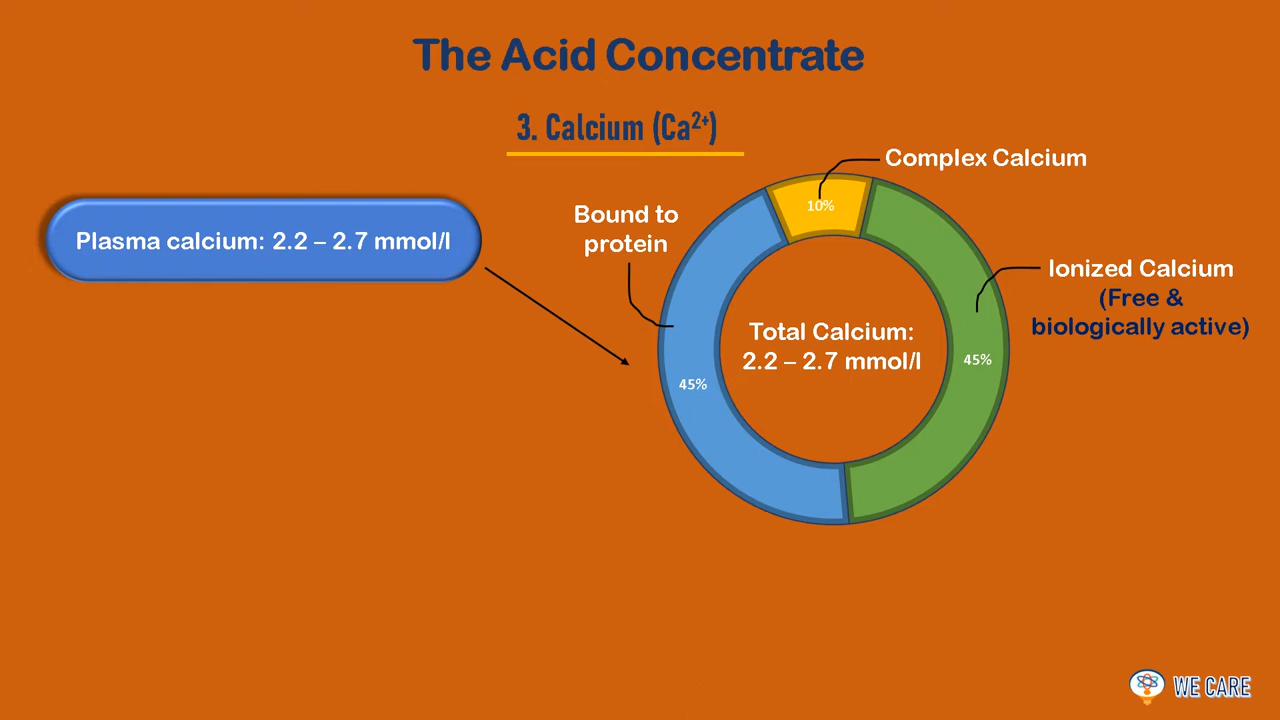 The Acid Concentrate
3. Calcium (Ca²⁺)
Plasma calcium: 2.2 – 2.7 mmol/l
Complex Calcium
10%
Bound to
protein
Ionized Calcium
(Free &
biologically active)
Total Calcium:
2.2 – 2.7 mmol/l
45%
45%
WE CARE